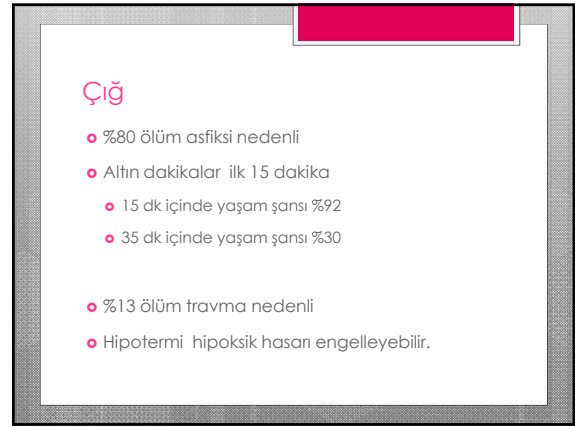 Çığ
%80 ölüm asfiksi nedenli
Altın dakikalar ilk 15 dakika
15 dk içinde yaşam şansı %92
35 dk içinde yaşam şansı %30
%13 ölüm travma nedenli
Hipotermi hipoksik hasarı engelleyebilir.